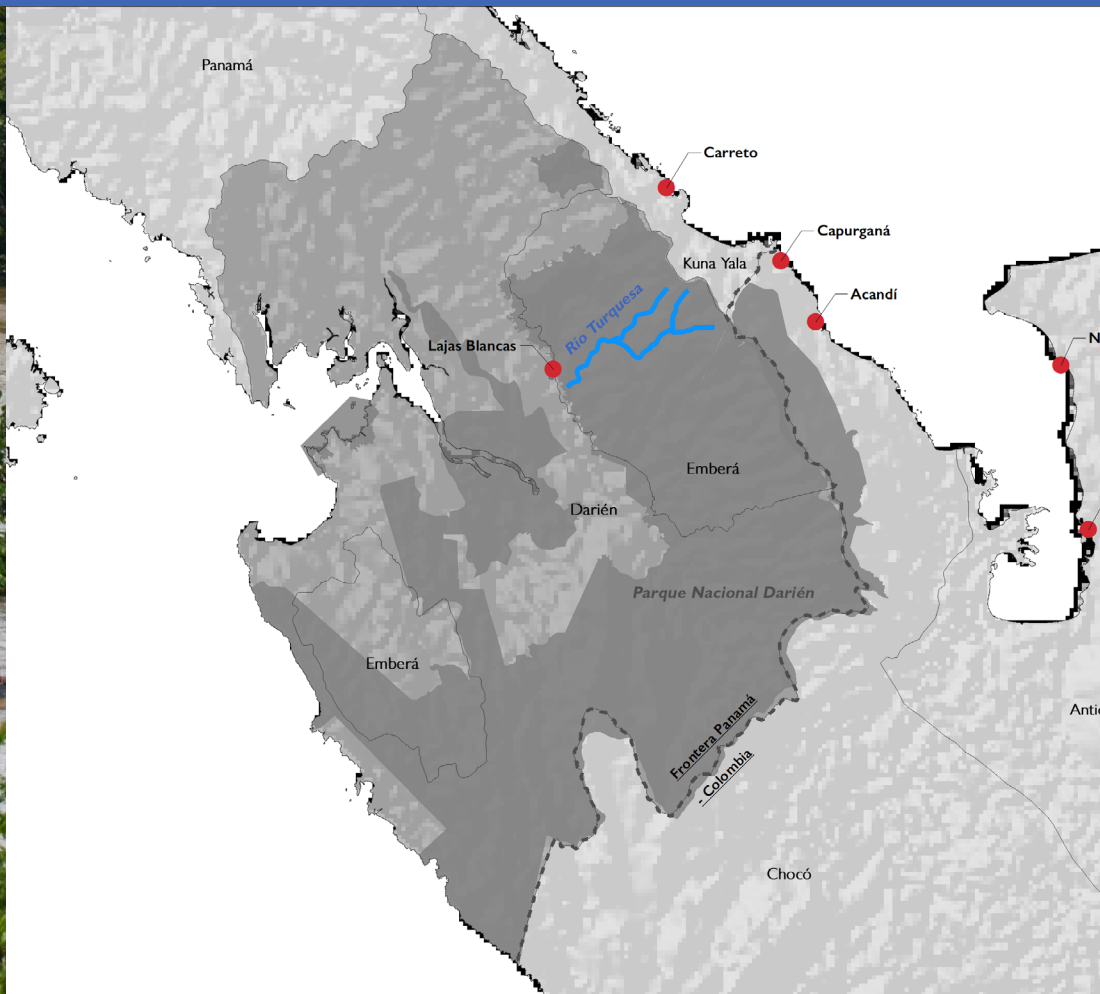 Panamá
Carreto
Capurganá
Kuna Yala
Acandí
Río Turquesa
Lajas Blancas
N
Emberá
Darién
Parque Nacional Darién
Emberá
Antio
Frontera Panamá
- Colombia
Chocó